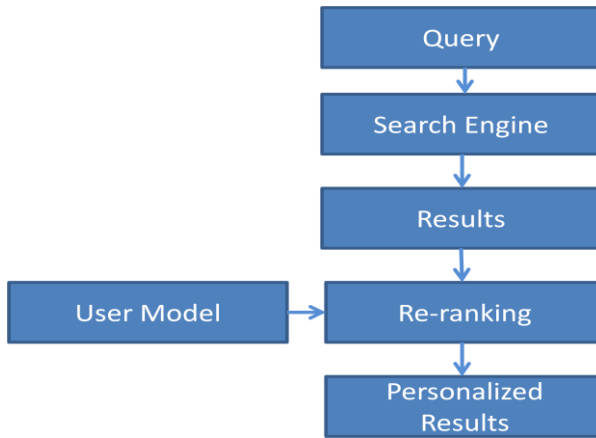 Query
Search Engine
Results
User Model
Re-ranking
Personalized
Results